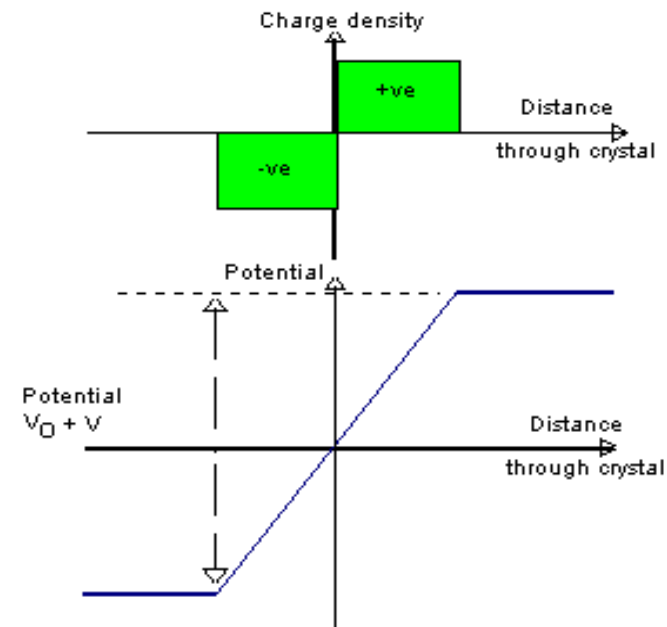 Charge density
+ve
Distance
through crystal
-ve
Potential
Potential
VO + V
Distance
through crystal